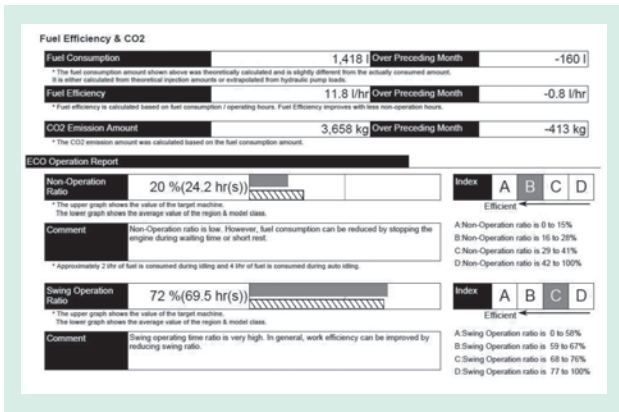 Fuel Efficiency & CO2
Fuel Consumption 1,418 l Over Preceding Month -160 l
* The fuel consumption amount shown above was theoretically calculated and is slightly different from the actually consumed amount.
It is either calculated from theoretical injection amounts or extrapolated from hydraulic pump loads.
Fuel Efficiency 11.8 l/hr Over Preceding Month -0.8 l/hr
* Fuel efficiency is calculated based on fuel consumption / operating hours. Fuel Efficiency improves with less non-operation hours.
CO2 Emission Amount 3,658 kg Over Preceding Month -413 kg
* The CO2 emission amount was calculated based on the fuel consumption amount.
ECO Operation Report
Non-Operation Ratio 20 %(24.2 hr(s)) Index A B C D
Efficient
* The upper graph shows the value of the target machine.
The lower graph shows the average value of the region & model class.
Comment Non-Operation ratio is low. However, fuel consumption can be reduced by stopping the
engine during waiting time or short rest.
* Approximately 2 l/hr of fuel is consumed during idling and 4 l/hr of fuel is consumed during auto idling.
A:Non-Operation ratio is 0 to 15%
B:Non-Operation ratio is 16 to 28%
C:Non-Operation ratio is 29 to 41%
D:Non-Operation ratio is 42 to 100%
Swing Operation Ratio 72 %(69.5 hr(s)) Index A B C D
Efficient
* The upper graph shows the value of the target machine.
The lower graph shows the average value of the region & model class.
Comment Swing operating time ratio is very high. In general, work efficiency can be improved by
reducing swing ratio.
A:Swing Operation ratio is 0 to 58%
B:Swing Operation ratio is 59 to 67%
C:Swing Operation ratio is 68 to 76%
D:Swing Operation ratio is 77 to 100%